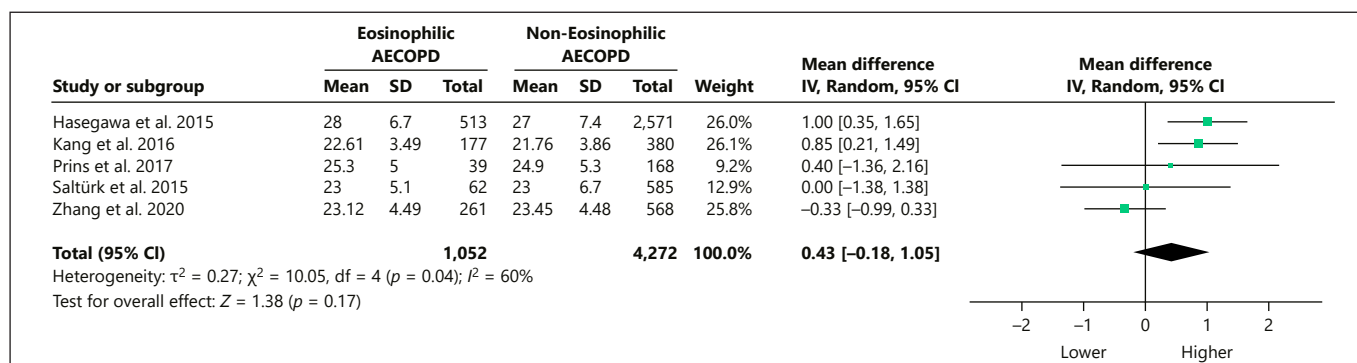 Eosinophilic AECOPD Non-Eosinophilic AECOPD
Study or subgroup Mean SD Total Mean SD Total Weight Mean difference IV, Random, 95% CI Mean difference IV, Random, 95% CI
Hasegawa et al. 2015 28 6.7 513 27 7.4 2,571 26.0% 1.00 [0.35, 1.65]
Kang et al. 2016 22.61 3.49 177 21.76 3.86 380 26.1% 0.85 [0.21, 1.49]
Prins et al. 2017 25.3 5 39 24.9 5.3 168 9.2% 0.40 [–1.36, 2.16]
Saltürk et al. 2015 23 5.1 62 23 6.7 585 12.9% 0.00 [–1.38, 1.38]
Zhang et al. 2020 23.12 4.49 261 23.45 4.48 568 25.8% –0.33 [–0.99, 0.33]
Total (95% CI) 1,052 4,272 100.0% 0.43 [–0.18, 1.05]
Heterogeneity: τ² = 0.27; χ² = 10.05, df = 4 (p = 0.04); I² = 60%
Test for overall effect: Z = 1.38 (p = 0.17)
–2 –1 0 1 2
Lower Higher